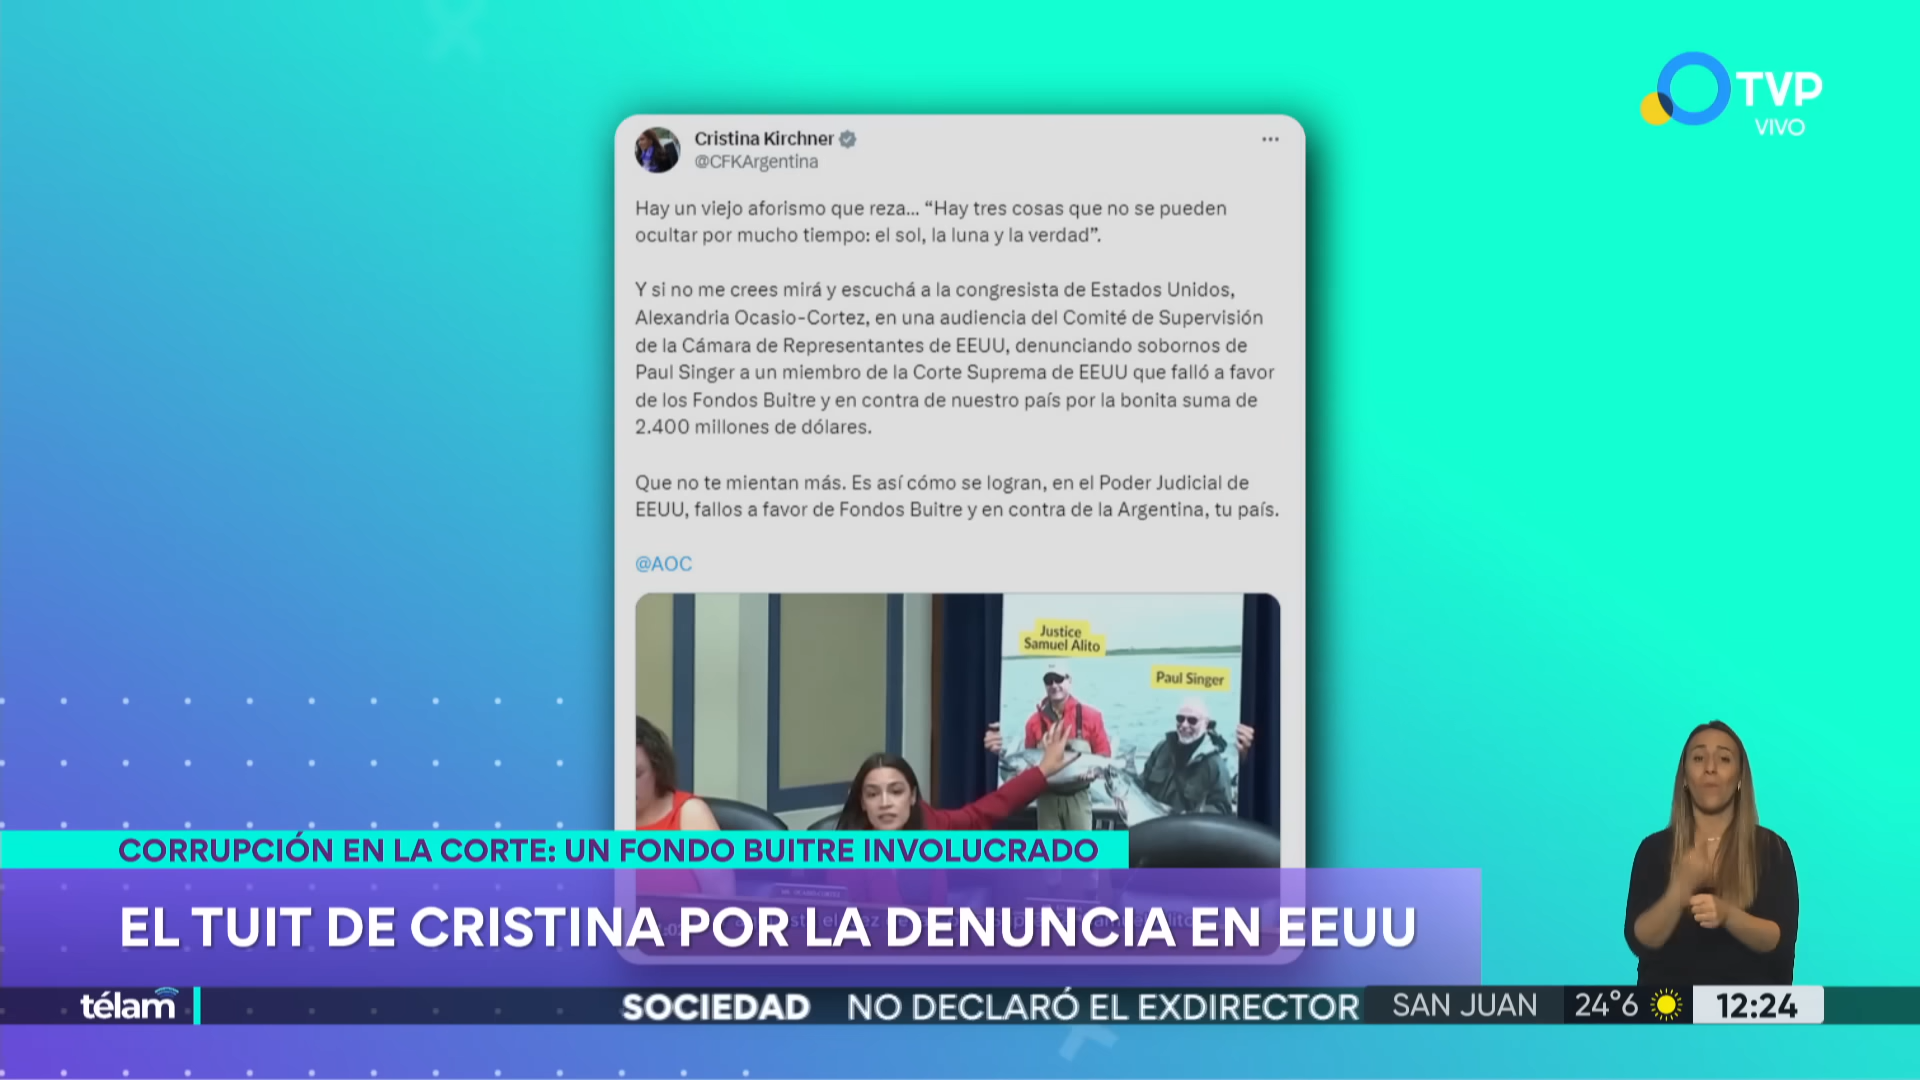 TVP
VIVO
Cristina Kirchner
@CFKArgentina
Hay un viejo aforismo que reza... “Hay tres cosas que no se pueden
ocultar por mucho tiempo: el sol, la luna y la verdad”.
Y si no me crees mirá y escuchá a la congresista de Estados Unidos,
Alexandria Ocasio-Cortez, en una audiencia del Comité de Supervisión
de la Cámara de Representantes de EEUU, denunciando sobornos de
Paul Singer a un miembro de la Corte Suprema de EEUU que falló a favor
de los Fondos Buitre y en contra de nuestro país por la bonita suma de
2.400 millones de dólares.
Que no te mientan más. Es así cómo se logran, en el Poder Judicial de
EEUU, fallos a favor de Fondos Buitre y en contra de la Argentina, tu país.
@AOC
Justice
Samuel Alito
Paul Singer
CORRUPCIÓN EN LA CORTE: UN FONDO BUITRE INVOLUCRADO
EL TUIT DE CRISTINA POR LA DENUNCIA EN EEUU
télam SOCIEDAD NO DECLARÓ EL EXDIRECTOR SAN JUAN 24°6 12:24